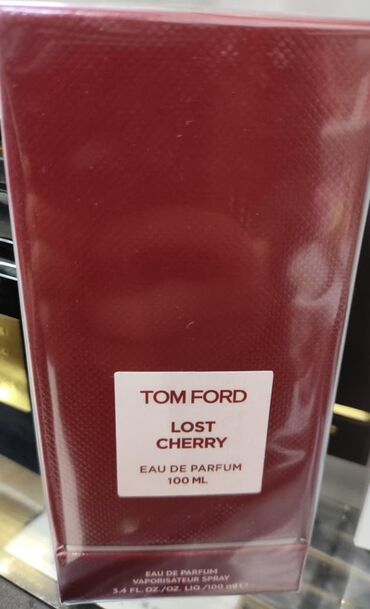 TOM FORD
LOST
CHERRY
EAU DE PARFUM
100 ML
EAU DE PARFUM
VAPORISATEUR SPRAY
3.4 FL. OZ./OZ. LIQ./100 ml ℮